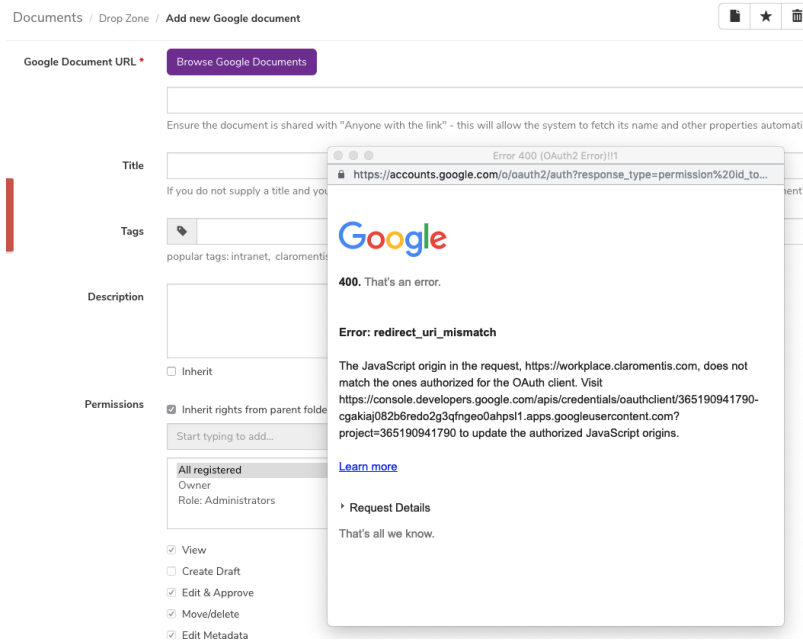 Documents / Drop Zone / Add new Google document
Google Document URL *
Browse Google Documents
Ensure the document is shared with "Anyone with the link" - this will allow the system to fetch its name and other properties automati
Title
If you do not supply a title and you
Tags
popular tags: intranet, claromentis
Description
Inherit
Permissions
Inherit rights from parent folde
Start typing to add...
All registered
Owner
Role: Administrators
View
Create Draft
Edit & Approve
Move/delete
Edit Metadata
Error 400 (OAuth2 Error)!!1
https://accounts.google.com/o/oauth2/auth?response_type=permission%20id_to...
Google
400. That's an error.
Error: redirect_uri_mismatch
The JavaScript origin in the request, https://workplace.claromentis.com, does not
match the ones authorized for the OAuth client. Visit
https://console.developers.google.com/apis/credentials/oauthclient/365190941790-
cgakiaj082b6redo2g3qfngeo0ahpsl1.apps.googleusercontent.com?
project=365190941790 to update the authorized JavaScript origins.
Learn more
Request Details
That's all we know.